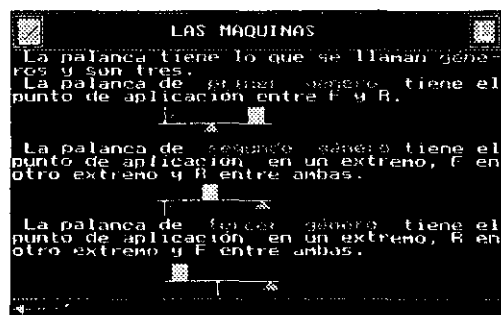 LAS MAQUINAS
La palanca tiene lo que se llaman géne-
ros y son tres.
La palanca de primer género tiene el
punto de aplicación entre F y R.
La palanca de segundo género tiene el
punto de aplicación en un extremo, F en
otro extremo y R entre ambas.
La palanca de tercer género tiene el
punto de aplicación en un extremo, R en
otro extremo y F entre ambas.